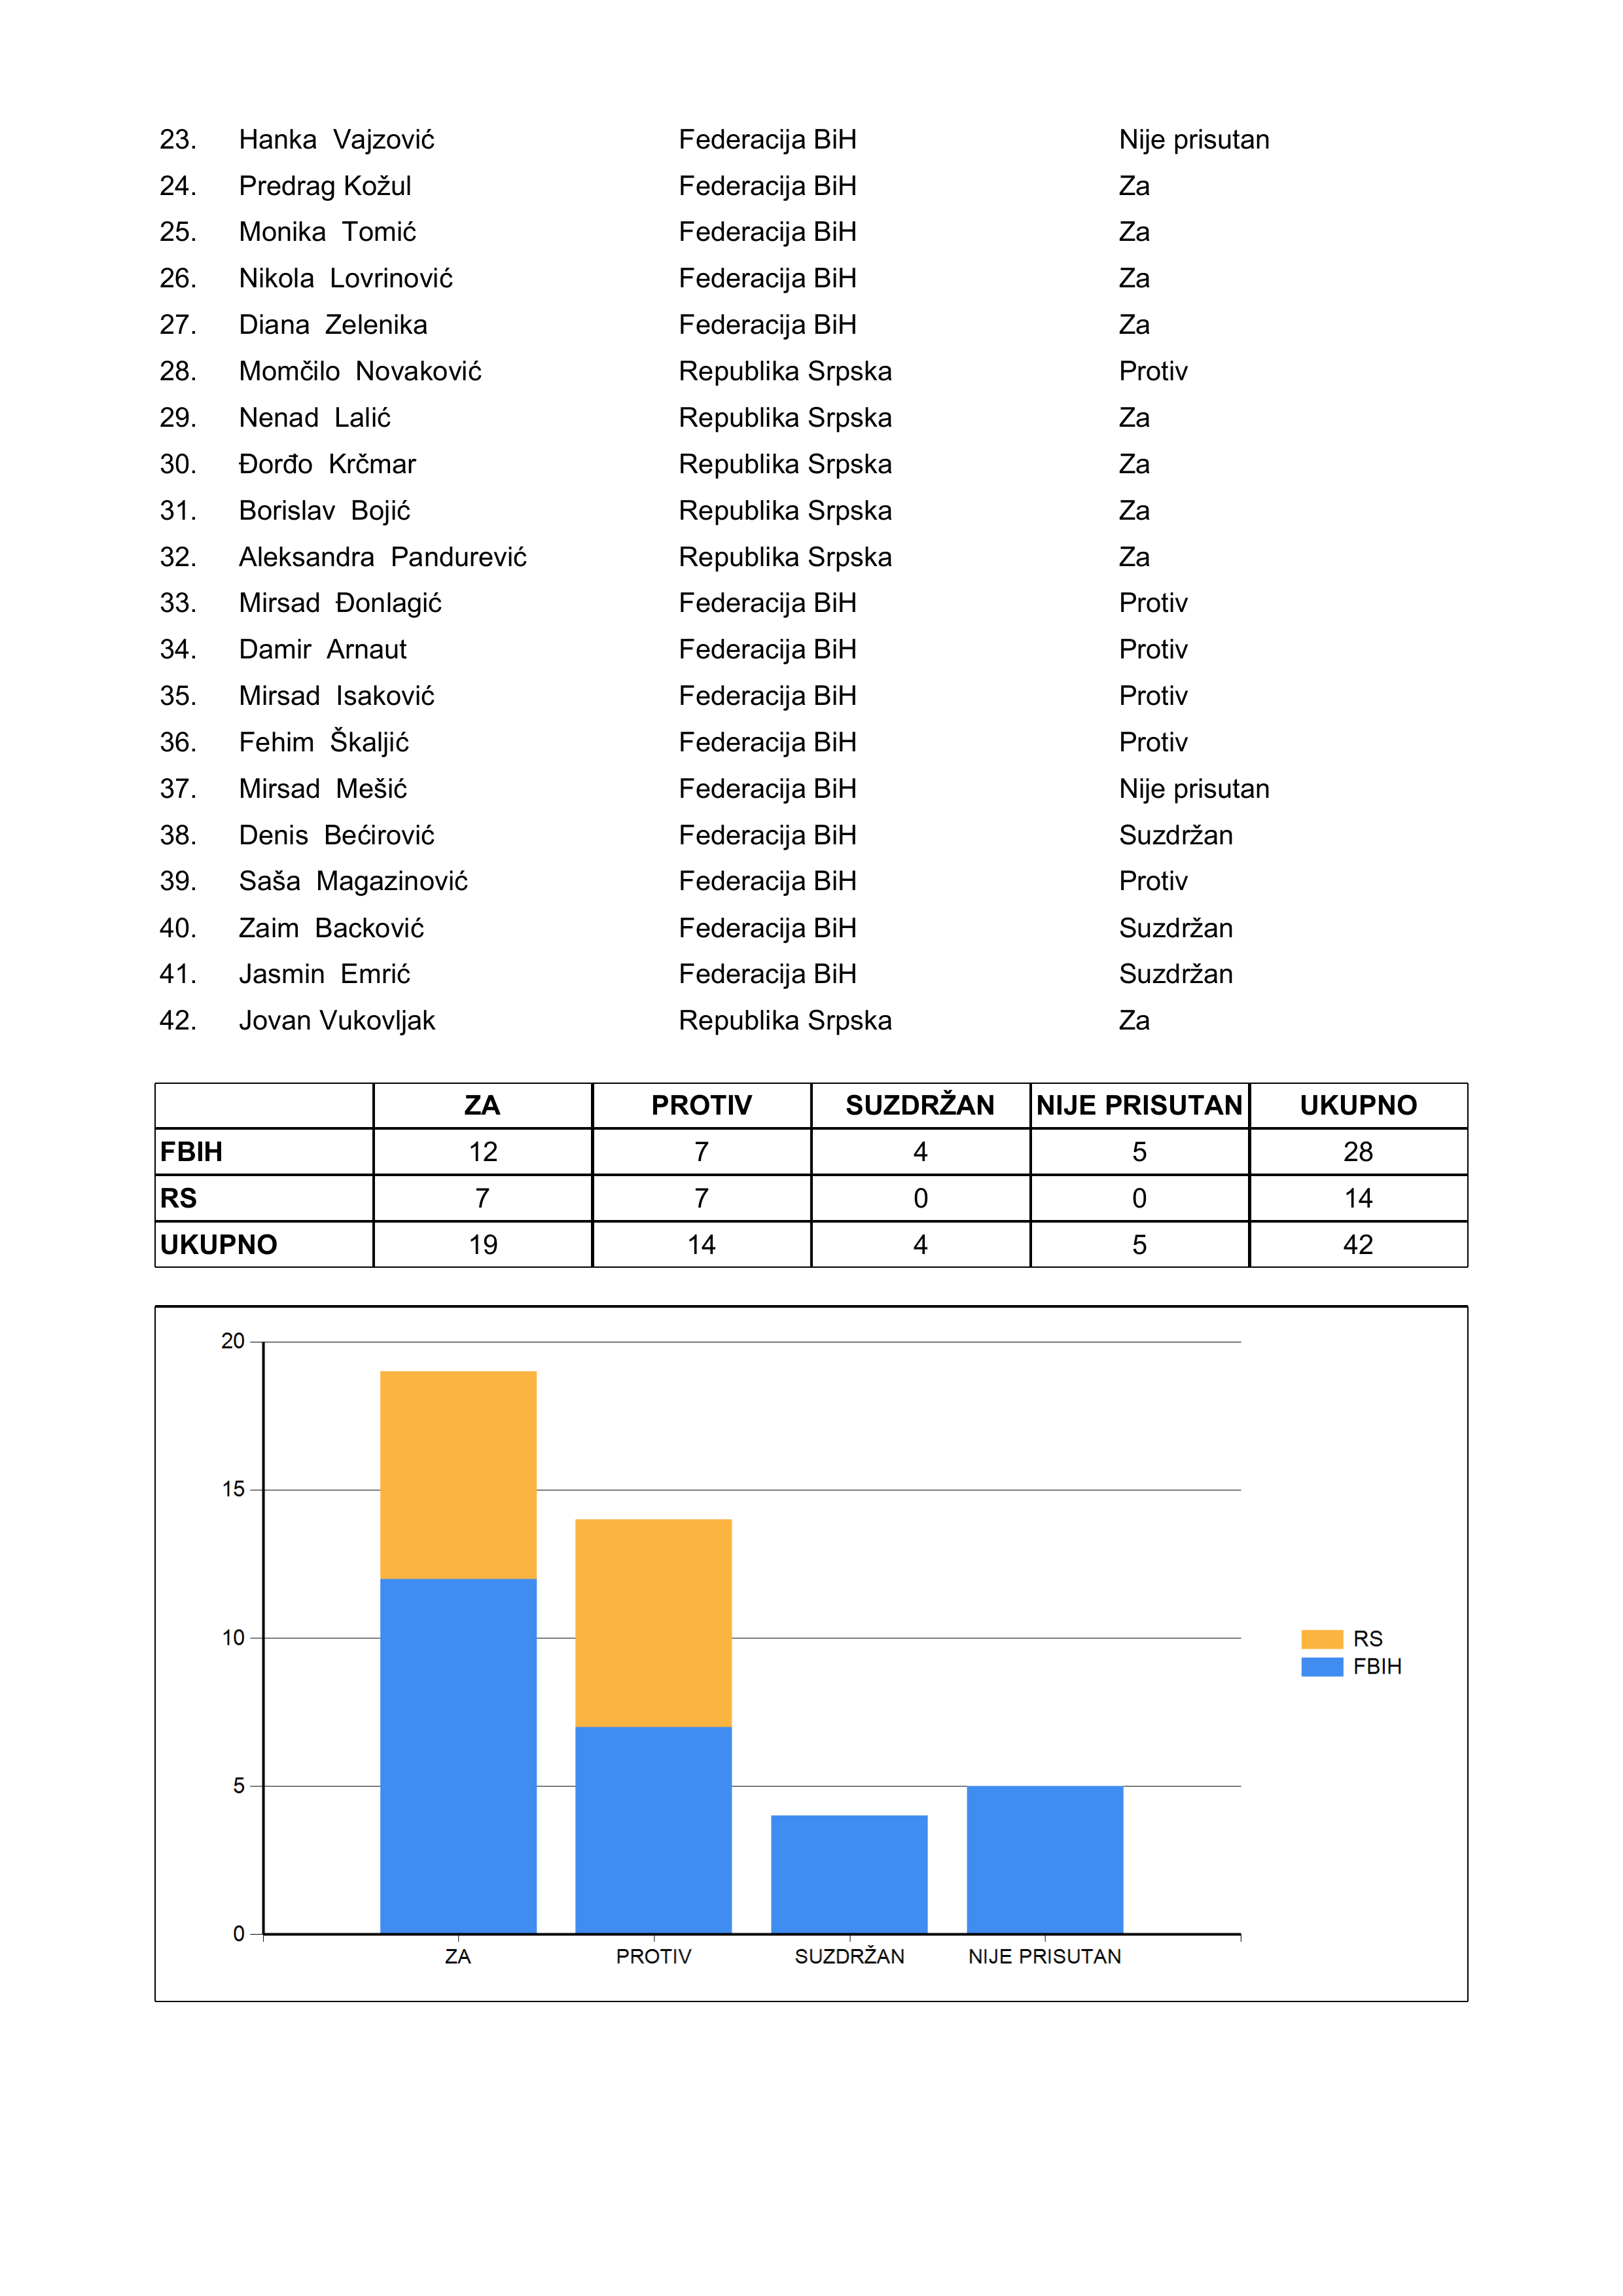 23. Hanka Vajzović Federacija BiH Nije prisutan
24. Predrag Kožul Federacija BiH Za
25. Monika Tomić Federacija BiH Za
26. Nikola Lovrinović Federacija BiH Za
27. Diana Zelenika Federacija BiH Za
28. Momčilo Novaković Republika Srpska Protiv
29. Nenad Lalić Republika Srpska Za
30. Đorđo Krčmar Republika Srpska Za
31. Borislav Bojić Republika Srpska Za
32. Aleksandra Pandurević Republika Srpska Za
33. Mirsad Đonlagić Federacija BiH Protiv
34. Damir Arnaut Federacija BiH Protiv
35. Mirsad Isaković Federacija BiH Protiv
36. Fehim Škaljić Federacija BiH Protiv
37. Mirsad Mešić Federacija BiH Nije prisutan
38. Denis Bećirović Federacija BiH Suzdržan
39. Saša Magazinović Federacija BiH Protiv
40. Zaim Backović Federacija BiH Suzdržan
41. Jasmin Emrić Federacija BiH Suzdržan
42. Jovan Vukovljak Republika Srpska Za
ZA PROTIV SUZDRŽAN NIJE PRISUTAN UKUPNO
FBIH 12 7 4 5 28
RS 7 7 0 0 14
UKUPNO 19 14 4 5 42
20
15
10
5
0
ZA PROTIV SUZDRŽAN NIJE PRISUTAN
RS
FBIH